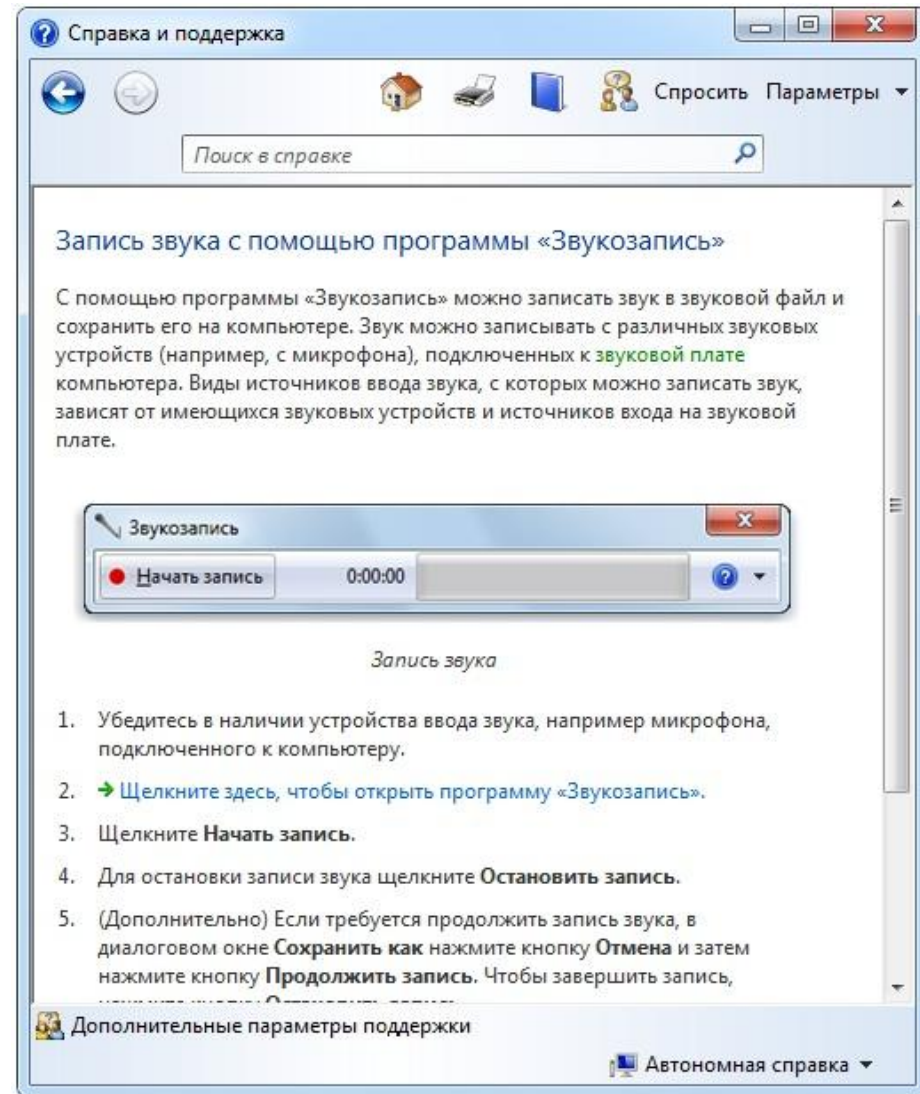 Справка и поддержка
Спросить Параметры
Поиск в справке
Запись звука с помощью программы «Звукозапись»
С помощью программы «Звукозапись» можно записать звук в звуковой файл и
сохранить его на компьютере. Звук можно записывать с различных звуковых
устройств (например, с микрофона), подключенных к звуковой плате
компьютера. Виды источников ввода звука, с которых можно записать звук,
зависят от имеющихся звуковых устройств и источников входа на звуковой
плате.
Звукозапись
Начать запись 0:00:00
Запись звука
1. Убедитесь в наличии устройства ввода звука, например микрофона,
подключенного к компьютеру.
2. Щелкните здесь, чтобы открыть программу «Звукозапись».
3. Щелкните Начать запись.
4. Для остановки записи звука щелкните Остановить запись.
5. (Дополнительно) Если требуется продолжить запись звука, в
диалоговом окне Сохранить как нажмите кнопку Отмена и затем
нажмите кнопку Продолжить запись. Чтобы завершить запись,
Дополнительные параметры поддержки
Автономная справка